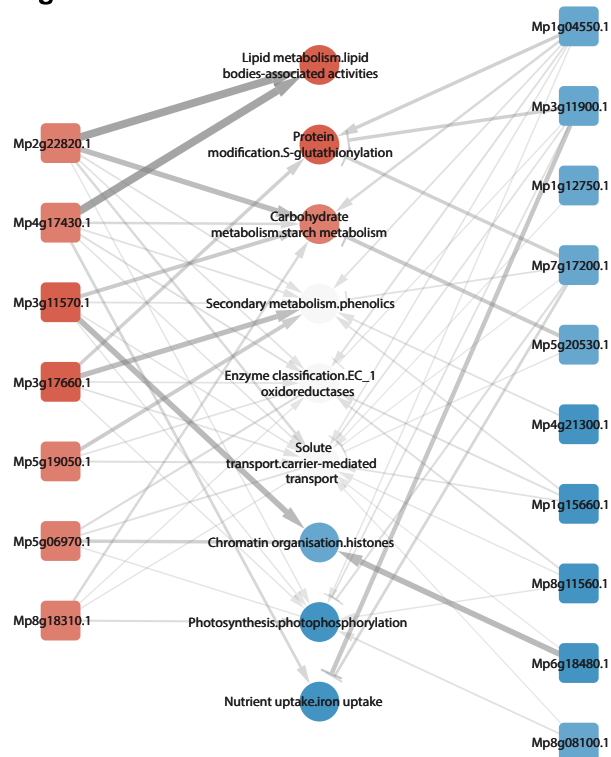 Mp1g04550.1
Lipid metabolism.lipid
bodies-associated activities
Mp3g11900.1
Mp2g22820.1
Protein
modification.S-glutathionylation
Mp1g12750.1
Mp4g17430.1
Carbohydrate
metabolism.starch metabolism
Mp7g17200.1
Mp3g11570.1
Secondary metabolism.phenolics
Mp5g20530.1
Mp3g17660.1
Enzyme classification.EC_1
oxidoreductases
Mp4g21300.1
Mp5g19050.1
Solute
transport.carrier-mediated
transport
Mp1g15660.1
Mp5g06970.1
Chromatin organisation.histones
Mp8g11560.1
Mp8g18310.1
Photosynthesis.photophosphorylation
Mp6g18480.1
Nutrient uptake.iron uptake
Mp8g08100.1